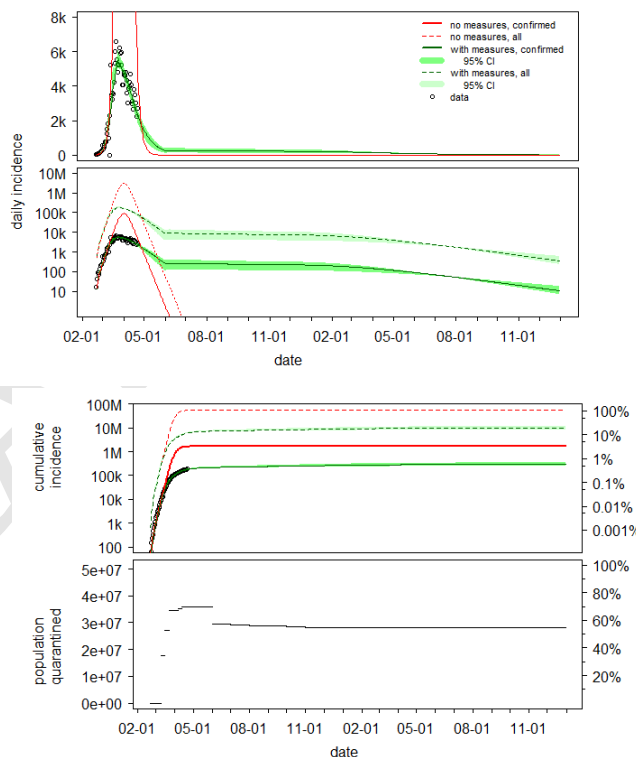 8k
6k
4k
2k
0
no measures, confirmed
no measures, all
with measures, confirmed
95% CI
with measures, all
95% CI
data
daily incidence
10M
1M
100k
10k
1k
100
10
02-01 05-01 08-01 11-01 02-01 05-01 08-01 11-01
date
cumulative
incidence
100M
10M
1M
100k
10k
1k
100
100%
10%
1%
0.1%
0.01%
0.001%
population
quarantined
5e+07
4e+07
3e+07
2e+07
1e+07
0e+00
100%
80%
60%
40%
20%
02-01 05-01 08-01 11-01 02-01 05-01 08-01 11-01
date